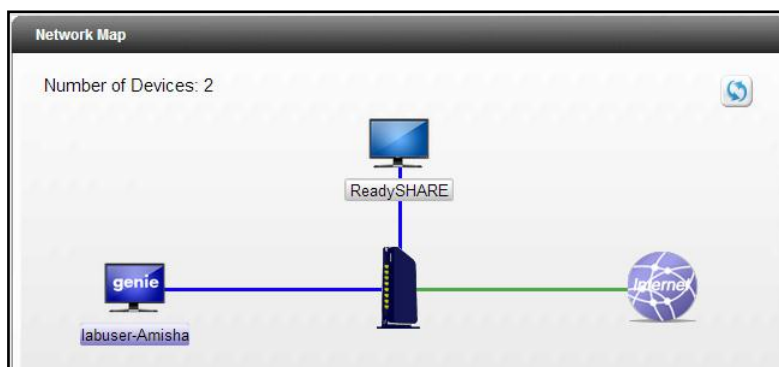 Network Map
Number of Devices: 2
ReadySHARE
genie
Internet
labuser-Amisha